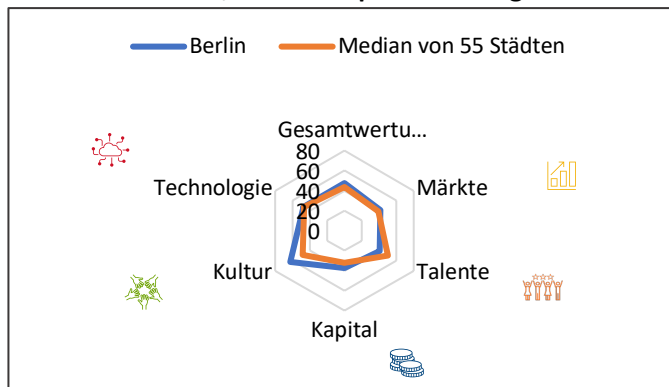 Berlin
Median von 55 Städten
Gesamtwertu...
80
60
40
20
0
Märkte
Technologie
Talente
Kultur
Kapital